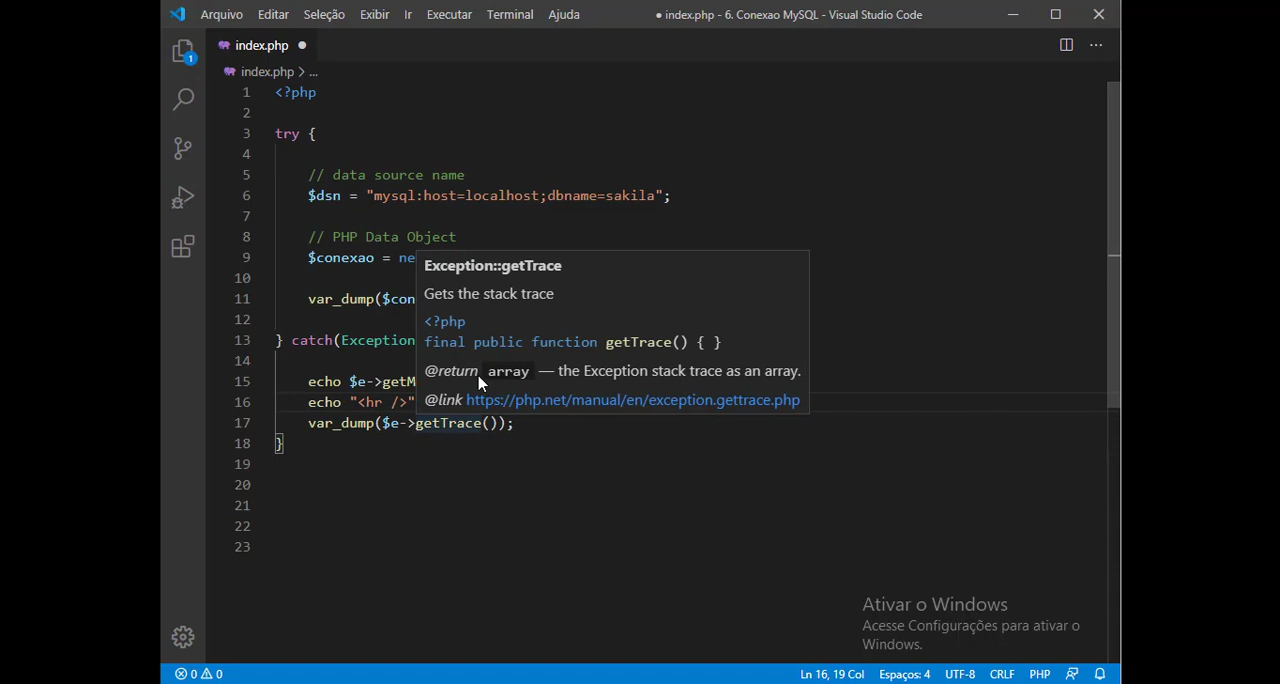 Arquivo Editar Seleção Exibir Ir Executar Terminal Ajuda ● index.php - 6. Conexao MySQL - Visual Studio Code
index.php ●
index.php > ...
1 <?php
2
3 try {
4
5 // data source name
6 $dsn = "mysql:host=localhost;dbname=sakila";
7
8 // PHP Data Object
9 $conexao = ne
10
11 var_dump($con
12
13 } catch(Exception
14
15 echo $e->getM
16 echo "<hr />"
17 var_dump($e->getTrace());
18 }
19
20
21
22
23
Exception::getTrace
Gets the stack trace
<?php
final public function getTrace() { }
@return array — the Exception stack trace as an array.
@link https://php.net/manual/en/exception.gettrace.php
1
Ativar o Windows
Acesse Configurações para ativar o
Windows.
0 0 Ln 16, 19 Col Espaços: 4 UTF-8 CRLF PHP